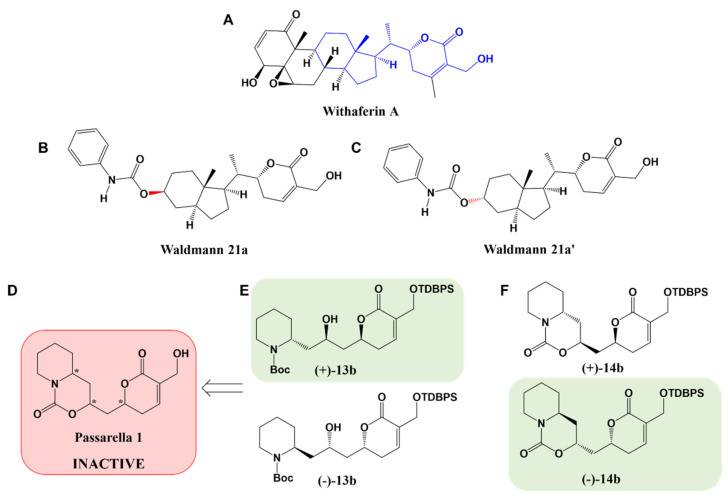 A
O
O
OH
H
H
H
H
HO
O
H
Withaferin A
B
C
O
O
OH
N
H
O
O
H
H
Waldmann 21a
O
O
OH
N
H
O
O
H
H
Waldmann 21a'
D
E
F
O
OH
O
N
O
O
*
*
*
Passarella 1
INACTIVE
O
OTDBPS
OH
O
N
Boc
(+)-13b
O
OTDBPS
OH
O
N
Boc
(-)-13b
O
OTDBPS
H
O
N
O
O
(+)-14b
O
OTDBPS
H
O
N
O
O
(-)-14b